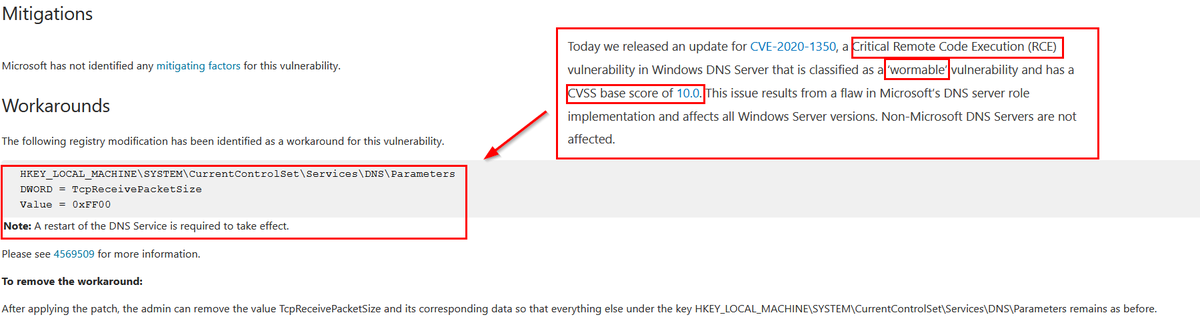 Mitigations
Microsoft has not identified any mitigating factors for this vulnerability.
Workarounds
The following registry modification has been identified as a workaround for this vulnerability.
HKEY_LOCAL_MACHINE\SYSTEM\CurrentControlSet\Services\DNS\Parameters
DWORD = TcpReceivePacketSize
Value = 0xFF00
Note: A restart of the DNS Service is required to take effect.
Please see 4569509 for more information.
To remove the workaround:
After applying the patch, the admin can remove the value TcpReceivePacketSize and its corresponding data so that everything else under the key HKEY_LOCAL_MACHINE\SYSTEM\CurrentControlSet\Services\DNS\Parameters remains as before.
Today we released an update for CVE-2020-1350, a Critical Remote Code Execution (RCE)
vulnerability in Windows DNS Server that is classified as a ‘wormable’ vulnerability and has a
CVSS base score of 10.0. This issue results from a flaw in Microsoft's DNS server role
implementation and affects all Windows Server versions. Non-Microsoft DNS Servers are not
affected.